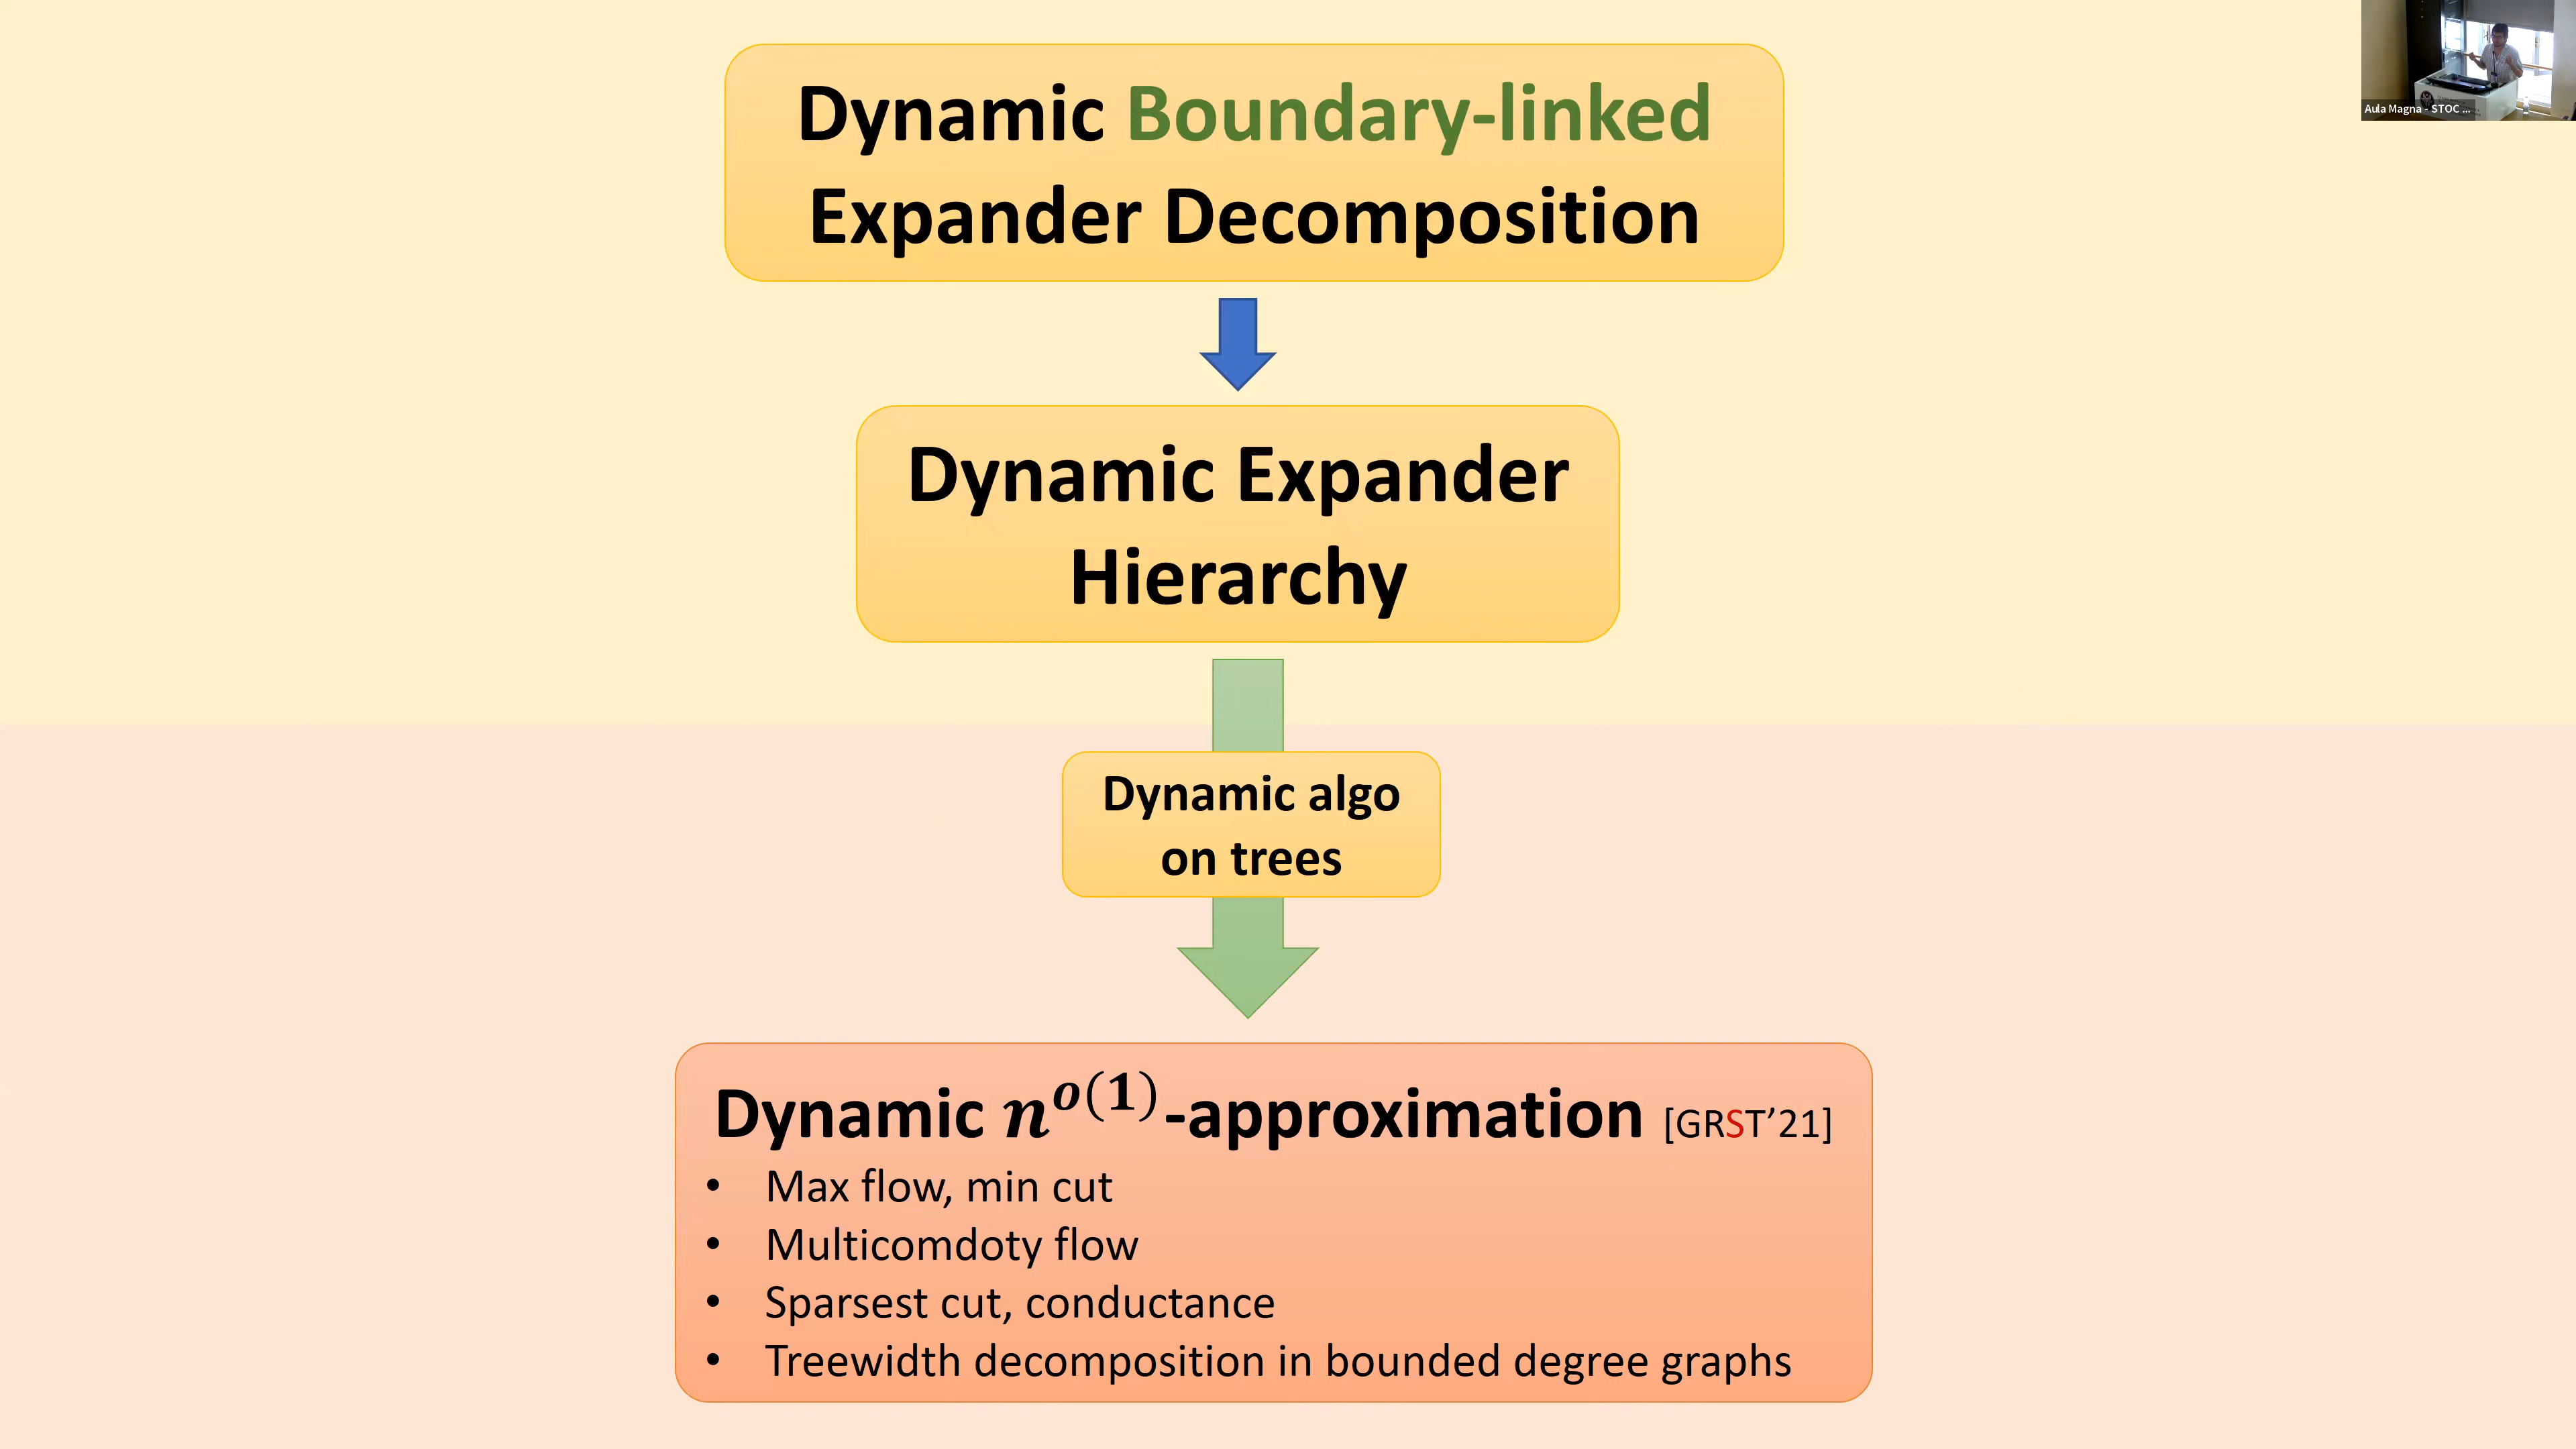 Dynamic Boundary-linked
Expander Decomposition
Aula Magna - STOC ...
Dynamic Expander
Hierarchy
Dynamic algo
on trees
Dynamic n^{o(1)}-approximation [GRST'21]
• Max flow, min cut
• Multicomdoty flow
• Sparsest cut, conductance
• Treewidth decomposition in bounded degree graphs